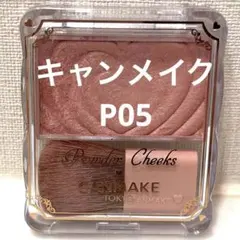 キャンメイク
P05
Powder Cheeks
CANMAKE
TOKYO